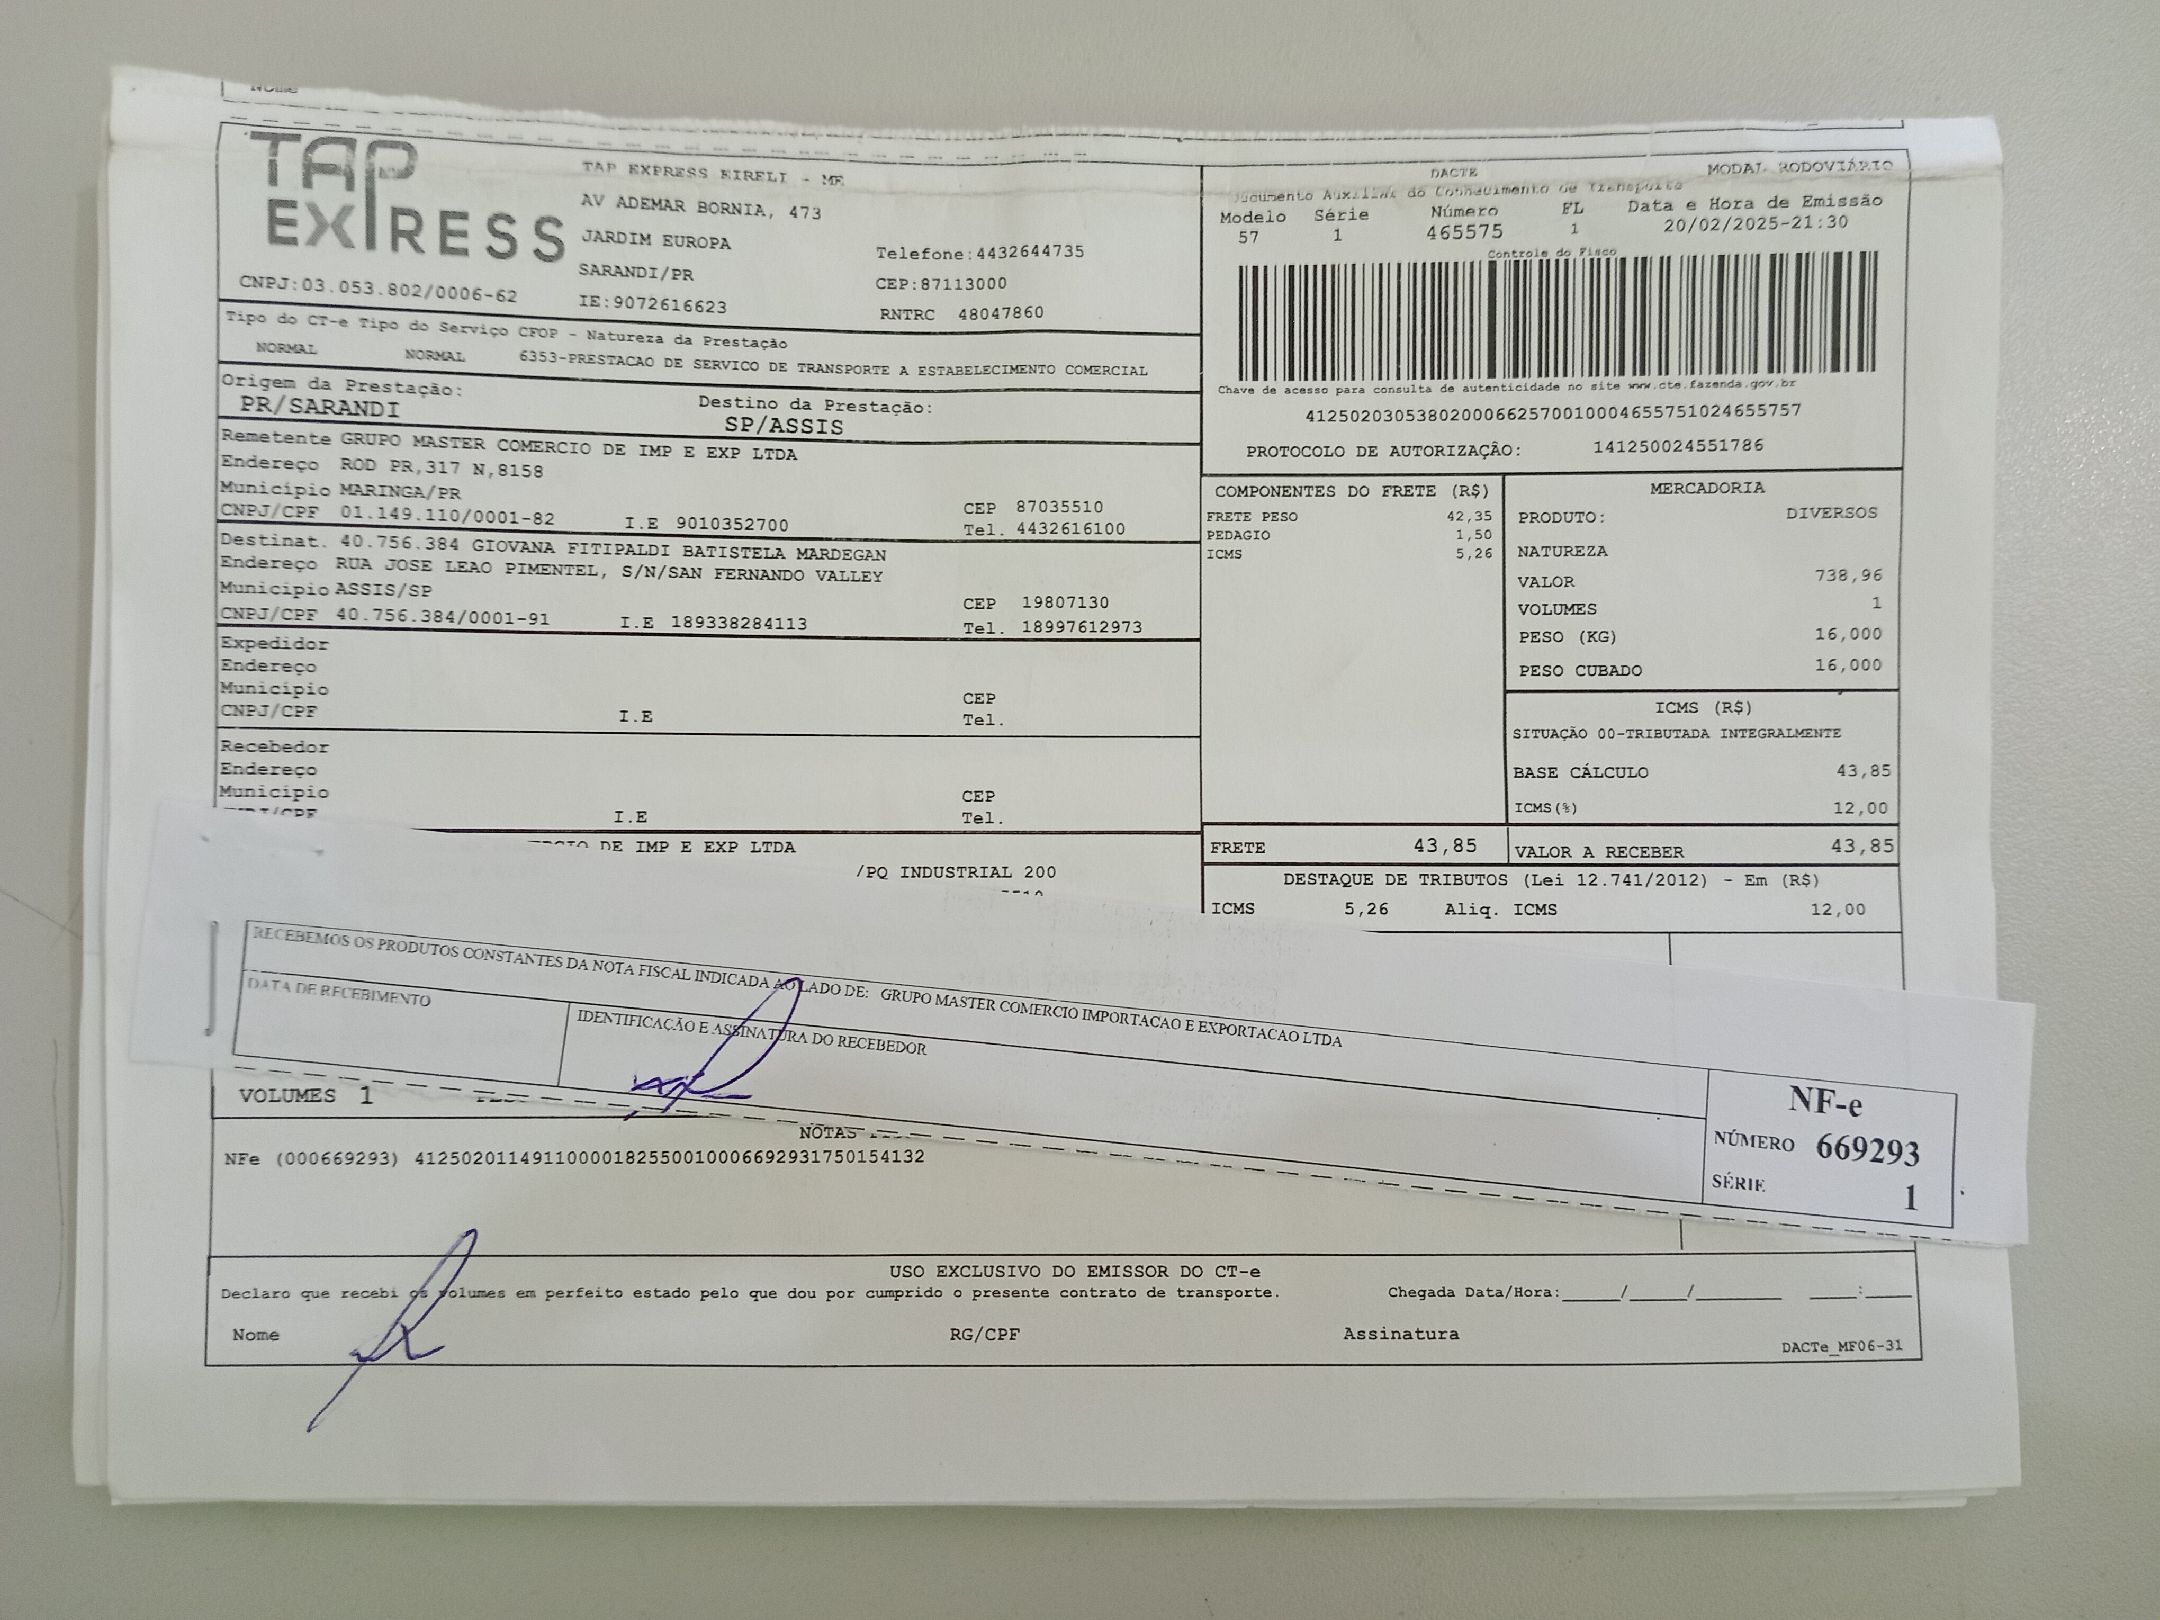 TAP
EXPRESS
TAP EXPRESS EIRELI - ME
AV ADEMAR BORNIA, 473
JARDIM EUROPA
Telefone:4432644735
SARANDI/PR
CEP:87113000
CNPJ:03.053.802/0006-62
IE:9072616623
RNTRC 48047860
DACTE
MODAL RODOVIÁRIO
Documento Auxiliar do Conhecimento de Transporte
Modelo Série Número FL Data e Hora de Emissão
57 1 465575 1 20/02/2025-21:30
Controle do Fisco
Chave de acesso para consulta de autenticidade no site www.cte.fazenda.gov.br
41250203053802000662570010004655751024655757
PROTOCOLO DE AUTORIZAÇÃO: 141250024551786
Tipo do CT-e Tipo do Serviço CFOP - Natureza da Prestação
NORMAL NORMAL 6353-PRESTACAO DE SERVICO DE TRANSPORTE A ESTABELECIMENTO COMERCIAL
Origem da Prestação: Destino da Prestação:
PR/SARANDI SP/ASSIS
Remetente GRUPO MASTER COMERCIO DE IMP E EXP LTDA
Endereço ROD PR,317 N,8158
Município MARINGA/PR CEP 87035510
CNPJ/CPF 01.149.110/0001-82 I.E 9010352700 Tel. 4432616100
Destinat. 40.756.384 GIOVANA FITIPALDI BATISTELA MARDEGAN
Endereço RUA JOSE LEAO PIMENTEL, S/N/SAN FERNANDO VALLEY
Município ASSIS/SP CEP 19807130
CNPJ/CPF 40.756.384/0001-91 I.E 189338284113 Tel. 18997612973
Expedidor
Endereço
Município CEP
CNPJ/CPF I.E Tel.
Recebedor
Endereço
Município CEP
I.E Tel.
DE IMP E EXP LTDA
/PQ INDUSTRIAL 200
COMPONENTES DO FRETE (R$)
FRETE PESO 42,35
PEDAGIO 1,50
ICMS 5,26
MERCADORIA
PRODUTO: DIVERSOS
NATUREZA
VALOR 738,96
VOLUMES 1
PESO (KG) 16,000
PESO CUBADO 16,000
ICMS (R$)
SITUAÇÃO 00-TRIBUTADA INTEGRALMENTE
BASE CÁLCULO 43,85
ICMS(%) 12,00
FRETE 43,85 VALOR A RECEBER 43,85
DESTAQUE DE TRIBUTOS (Lei 12.741/2012) - Em (R$)
ICMS 5,26 Aliq. ICMS 12,00
RECEBEMOS OS PRODUTOS CONSTANTES DA NOTA FISCAL INDICADA AO LADO DE: GRUPO MASTER COMERCIO IMPORTACAO E EXPORTACAO LTDA
DATA DE RECEBIMENTO
IDENTIFICAÇÃO E ASSINATURA DO RECEBEDOR
NF-e
NÚMERO 669293
SÉRIE 1
VOLUMES 1
NOTAS
NFe (000669293) 41250201149110000182550010006692931750154132
USO EXCLUSIVO DO EMISSOR DO CT-e
Declaro que recebi os volumes em perfeito estado pelo que dou por cumprido o presente contrato de transporte. Chegada Data/Hora:____/____/______ ___:___
Nome RG/CPF Assinatura
DACTe_MF06-31